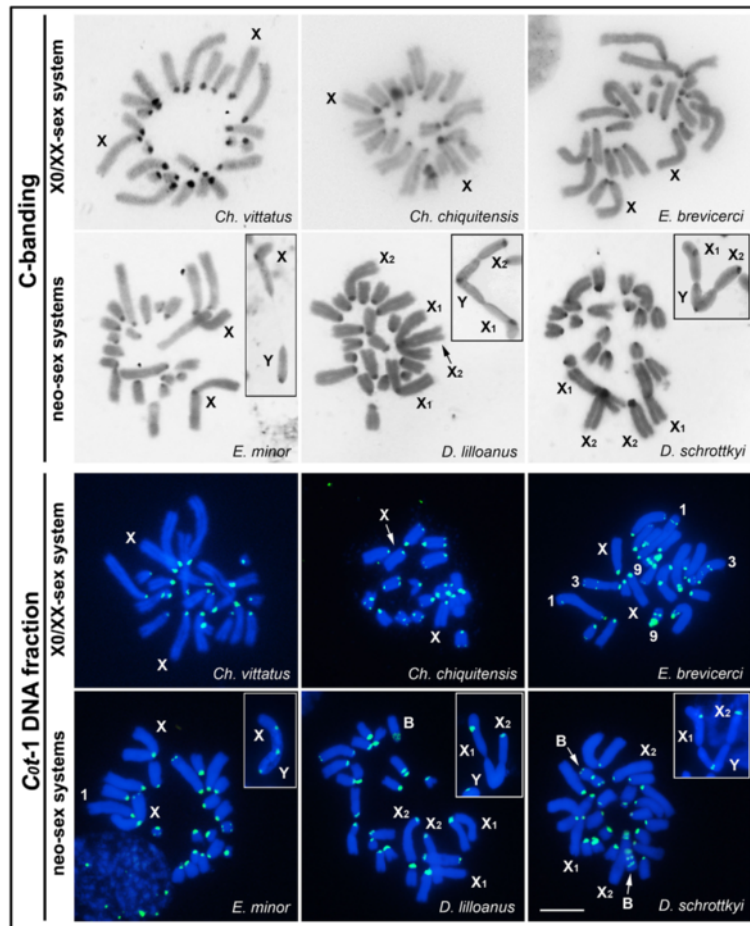 C-banding
X0/XX-sex system
X
X
Ch. vittatus
X
X
Ch. chiquitensis
X
X
E. brevicerci
neo-sex systems
X
Y
X
X
E. minor
X2
X2
Y
X1
X1
X2
X1
D. lilloanus
X1
X2
Y
X1
X2
X2
X1
D. schrottkyi
Cot-1 DNA fraction
X0/XX-sex system
X
X
Ch. vittatus
X
X
Ch. chiquitensis
1
X
9
3
3
1
X
9
E. brevicerci
neo-sex systems
X
X
Y
1
X
E. minor
B
X2
X1
Y
X2
X2
X1
X1
D. lilloanus
X2
X1
Y
B
X2
X1
X2
B
D. schrottkyi